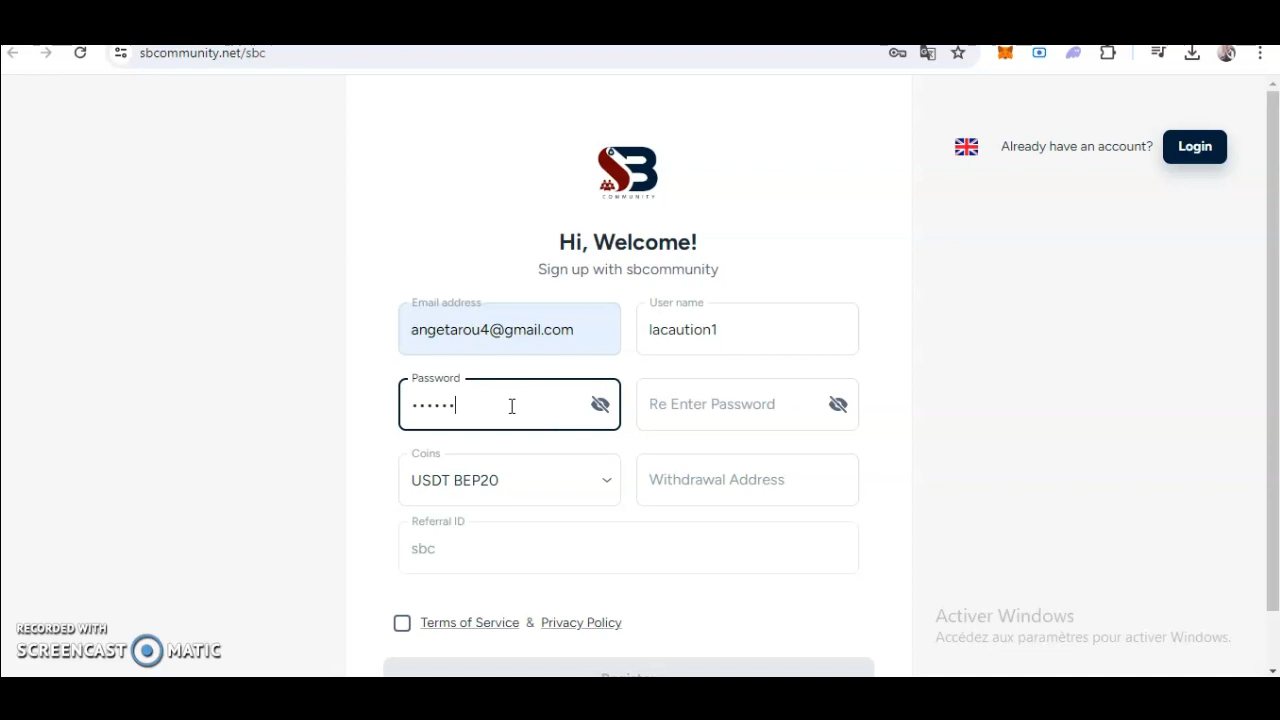 sbcommunity.net/sbc
Already have an account?
Login
SB
COMMUNITY
Hi, Welcome!
Sign up with sbcommunity
Email address
User name
angetarou4@gmail.com
lacaution1
Password
••••••
Re Enter Password
Coins
USDT BEP20
Withdrawal Address
Referral ID
sbc
Activer Windows
Accédez aux paramètres pour activer Windows.
Terms of Service & Privacy Policy
RECORDED WITH
SCREENCAST MATIC
Register